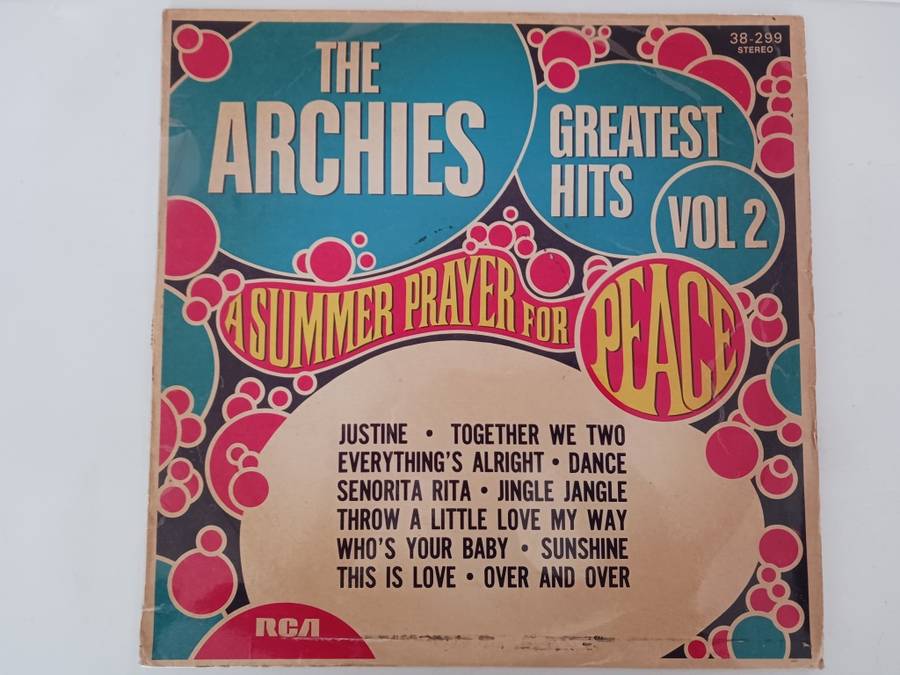 38-299
STEREO
THE
ARCHIES
GREATEST
HITS
VOL 2
A SUMMER PRAYER FOR
PEACE
JUSTINE • TOGETHER WE TWO
EVERYTHING'S ALRIGHT • DANCE
SENORITA RITA • JINGLE JANGLE
THROW A LITTLE LOVE MY WAY
WHO'S YOUR BABY • SUNSHINE
THIS IS LOVE • OVER AND OVER
RCA